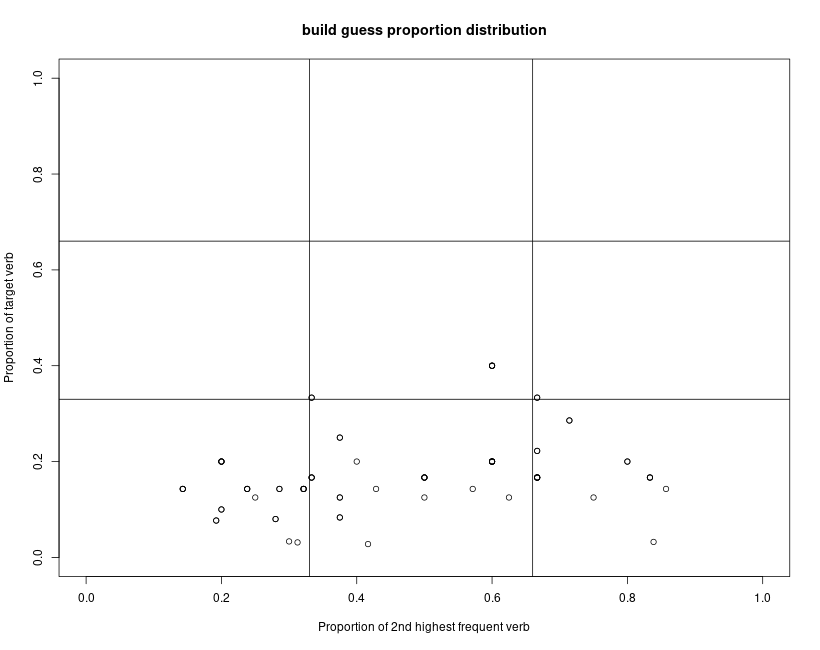 build guess proportion distribution
1.0
0.8
0.6
0.4
0.2
0.0
Proportion of target verb
0.0 0.2 0.4 0.6 0.8 1.0
Proportion of 2nd highest frequent verb